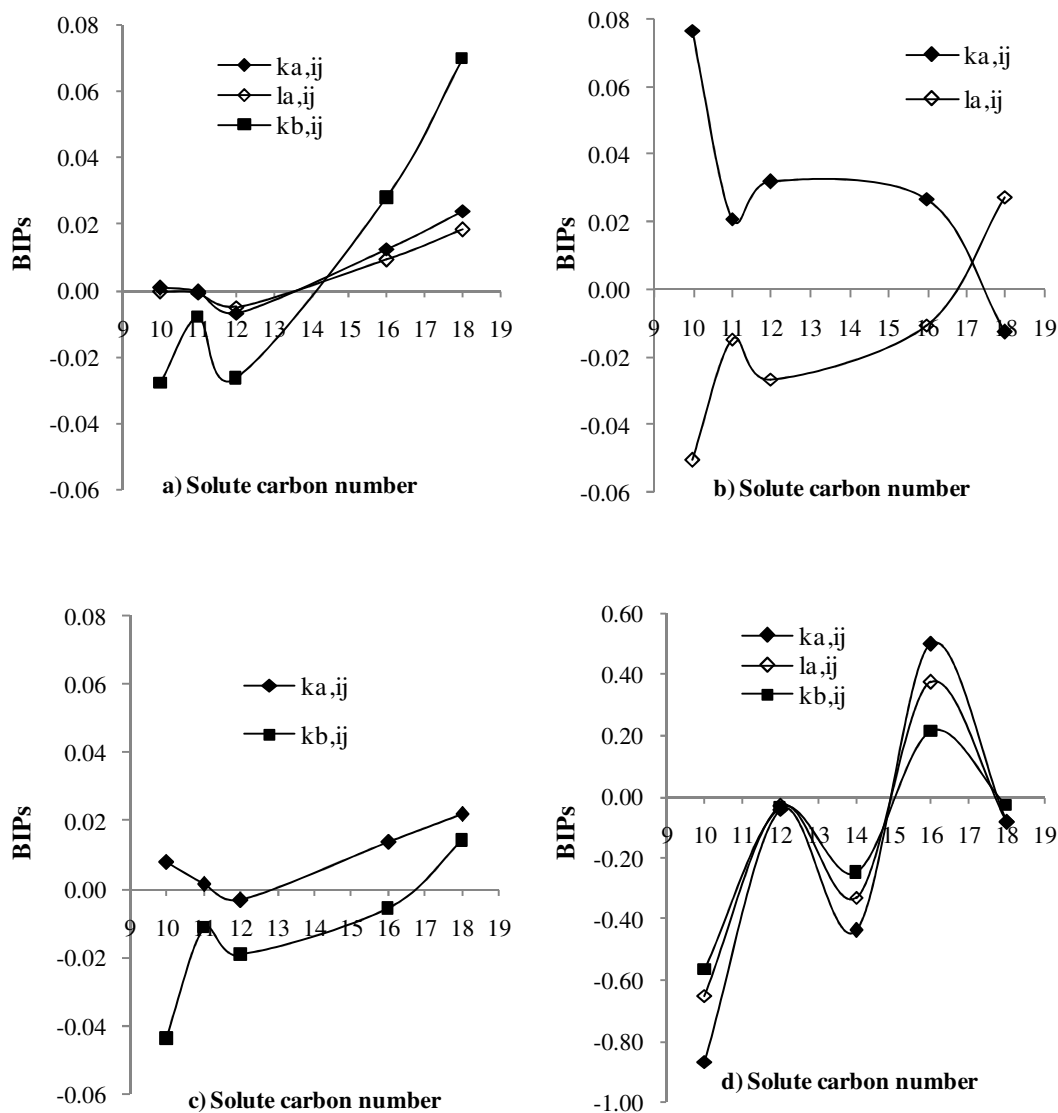 0.08
0.06
0.04
0.02
0.00
-0.02
-0.04
-0.06
BIPs
ka,ij
la,ij
kb,ij
9 10 11 12 13 14 15 16 17 18 19
a) Solute carbon number
0.08
0.06
0.04
0.02
0.00
-0.02
-0.04
-0.06
BIPs
ka,ij
la,ij
9 10 11 12 13 14 15 16 17 18 19
b) Solute carbon number
0.08
0.06
0.04
0.02
0.00
-0.02
-0.04
-0.06
BIPs
ka,ij
kb,ij
9 10 11 12 13 14 15 16 17 18 19
c) Solute carbon number
0.60
0.40
0.20
0.00
-0.20
-0.40
-0.60
-0.80
-1.00
BIPs
ka,ij
la,ij
kb,ij
9 10 11 12 13 14 15 16 17 18 19
d) Solute carbon number